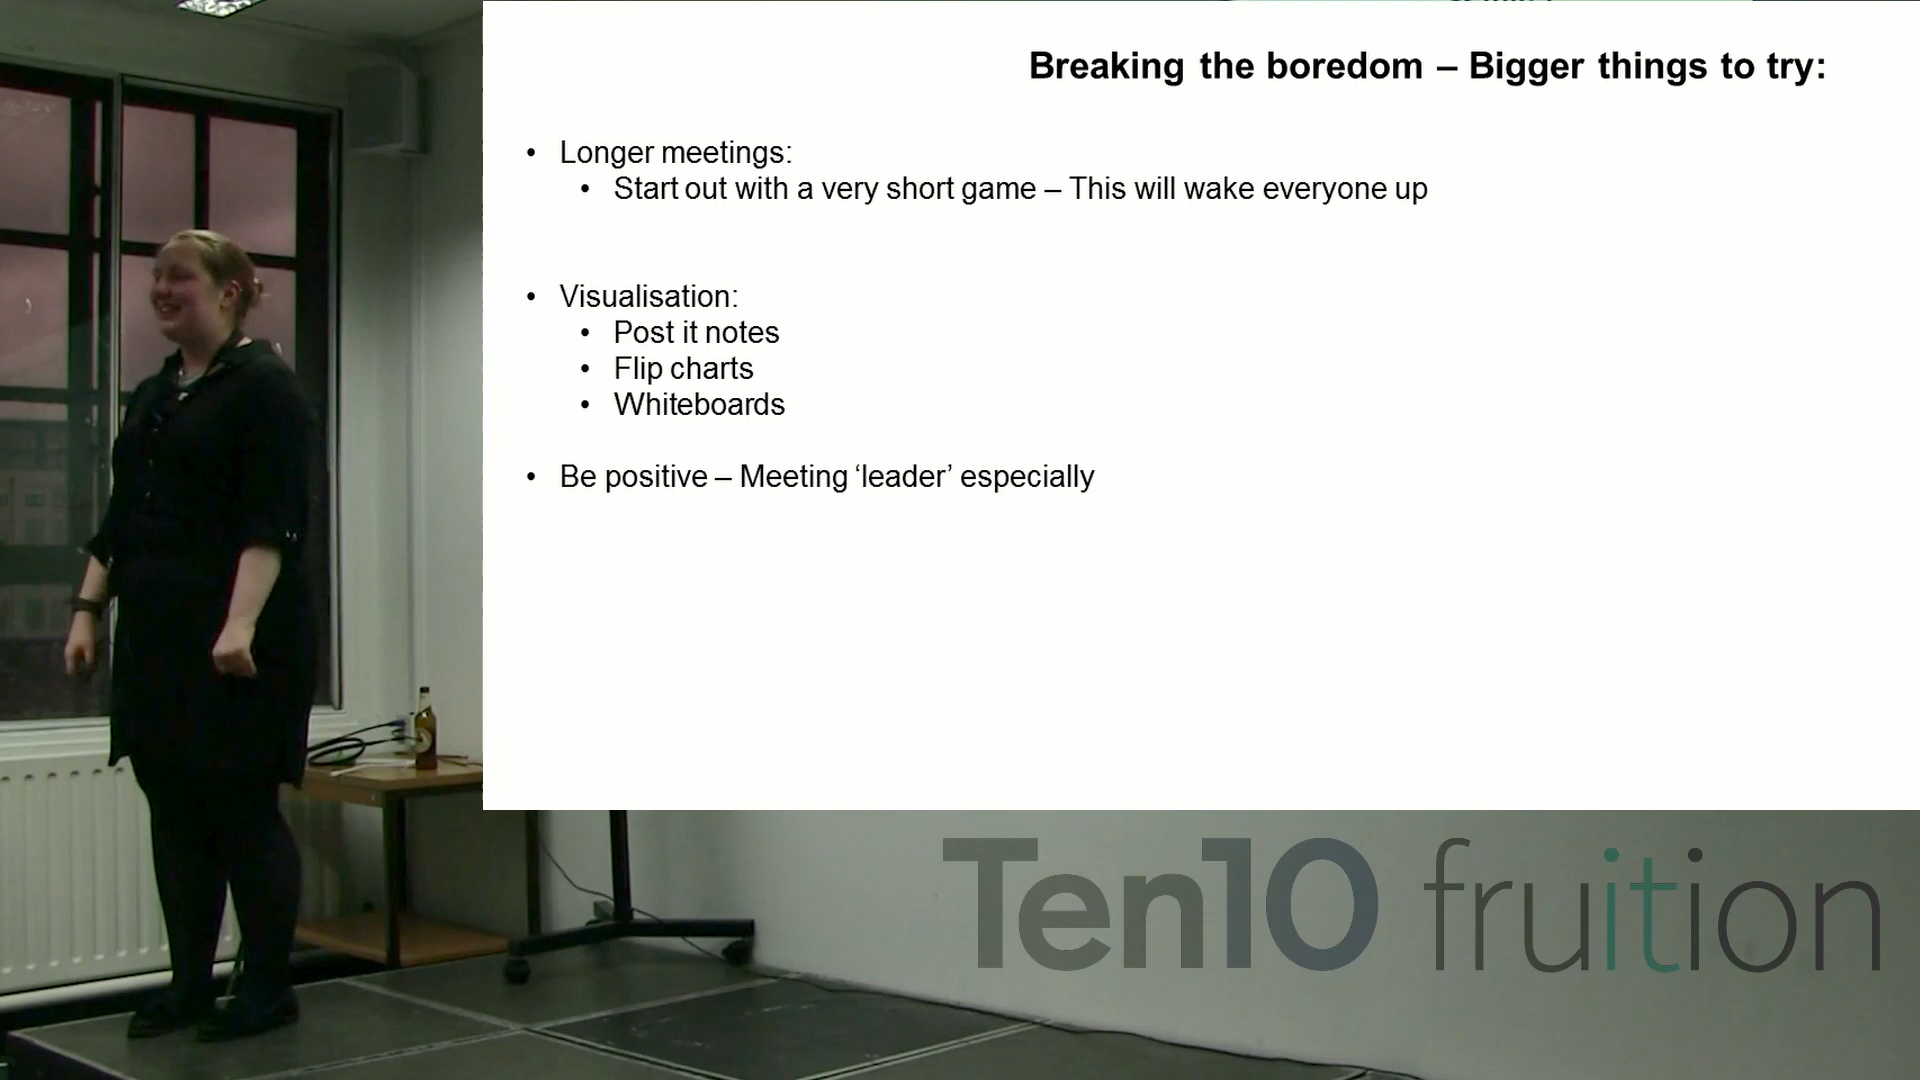 Breaking the boredom – Bigger things to try:
• Longer meetings:
• Start out with a very short game – This will wake everyone up
• Visualisation:
• Post it notes
• Flip charts
• Whiteboards
• Be positive – Meeting ‘leader’ especially
Ten10 fruition